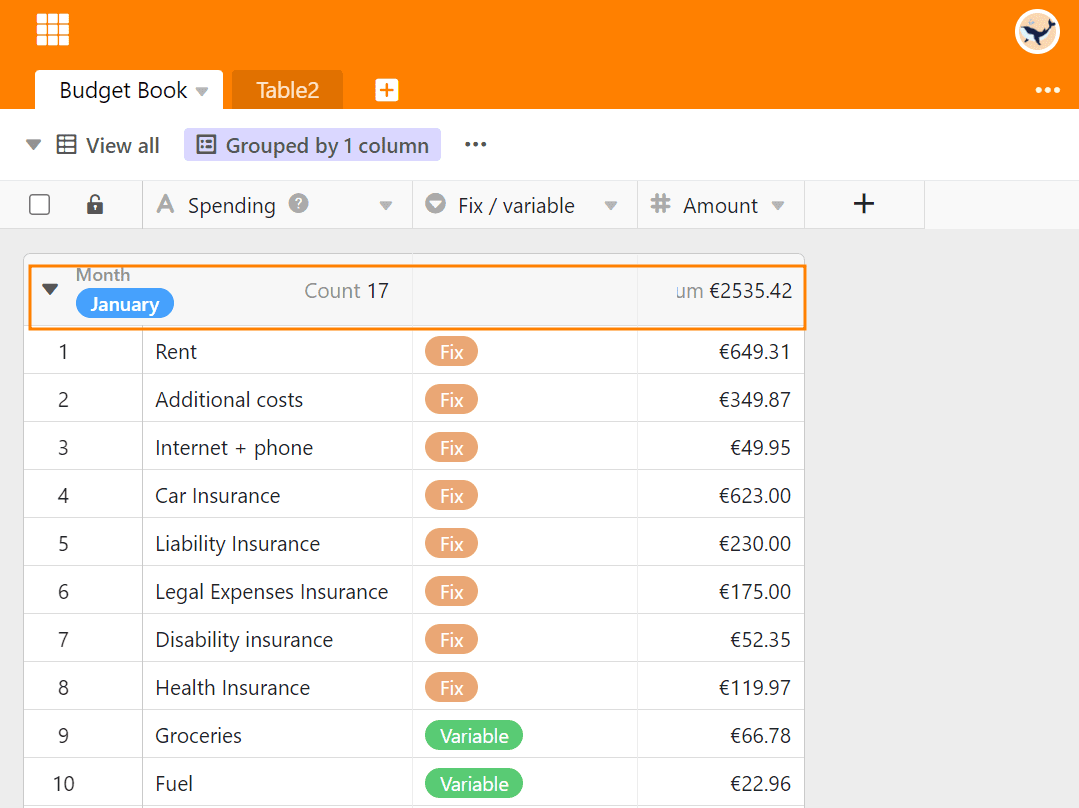 Budget Book Table2
View all Grouped by 1 column
Spending Fix / variable Amount
Month
January Count 17 um €2535.42
1 Rent Fix €649.31
2 Additional costs Fix €349.87
3 Internet + phone Fix €49.95
4 Car Insurance Fix €623.00
5 Liability Insurance Fix €230.00
6 Legal Expenses Insurance Fix €175.00
7 Disability insurance Fix €52.35
8 Health Insurance Fix €119.97
9 Groceries Variable €66.78
10 Fuel Variable €22.96